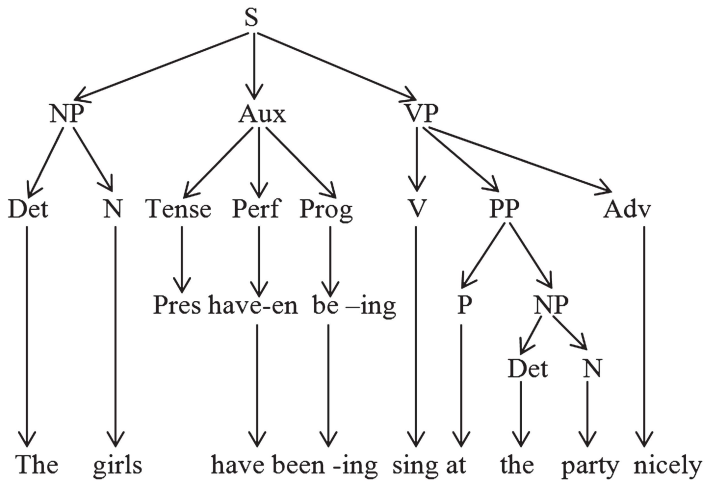 S
NP Aux VP
Det N Tense Perf Prog V PP Adv
Pres have-en be –ing P NP
Det N
The girls have been -ing sing at the party nicely